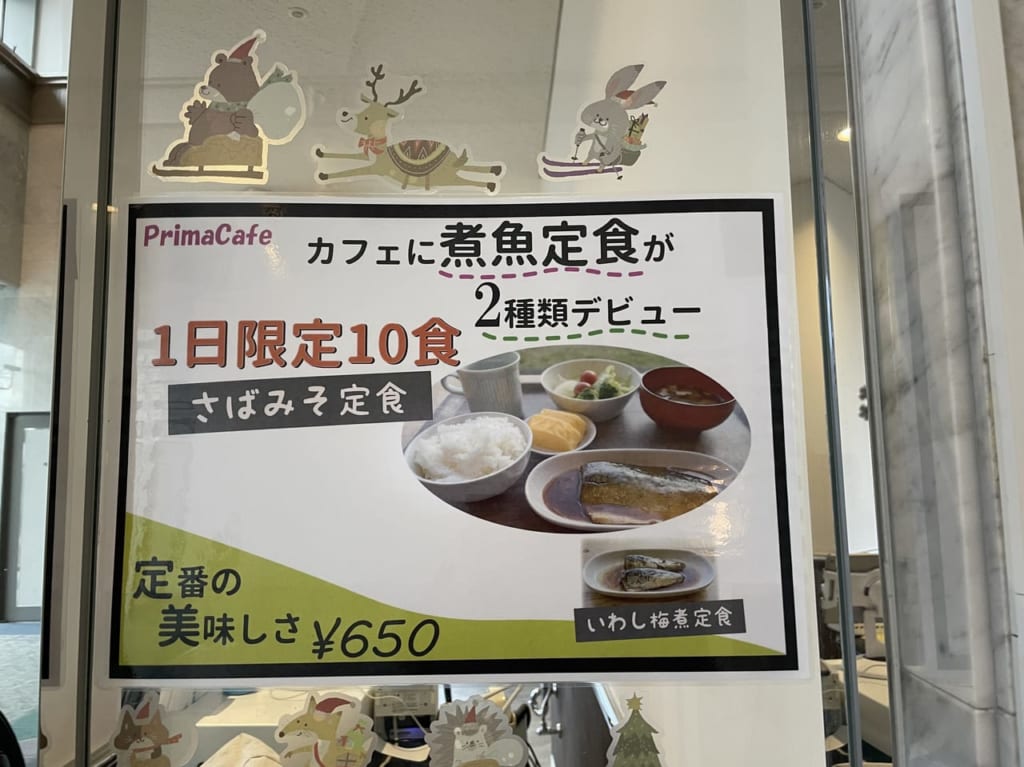 PrimaCafe
カフェに煮魚定食が
2種類デビュー
1日限定10食
さばみそ定食
定番の
美味しさ ¥650
いわし梅煮定食